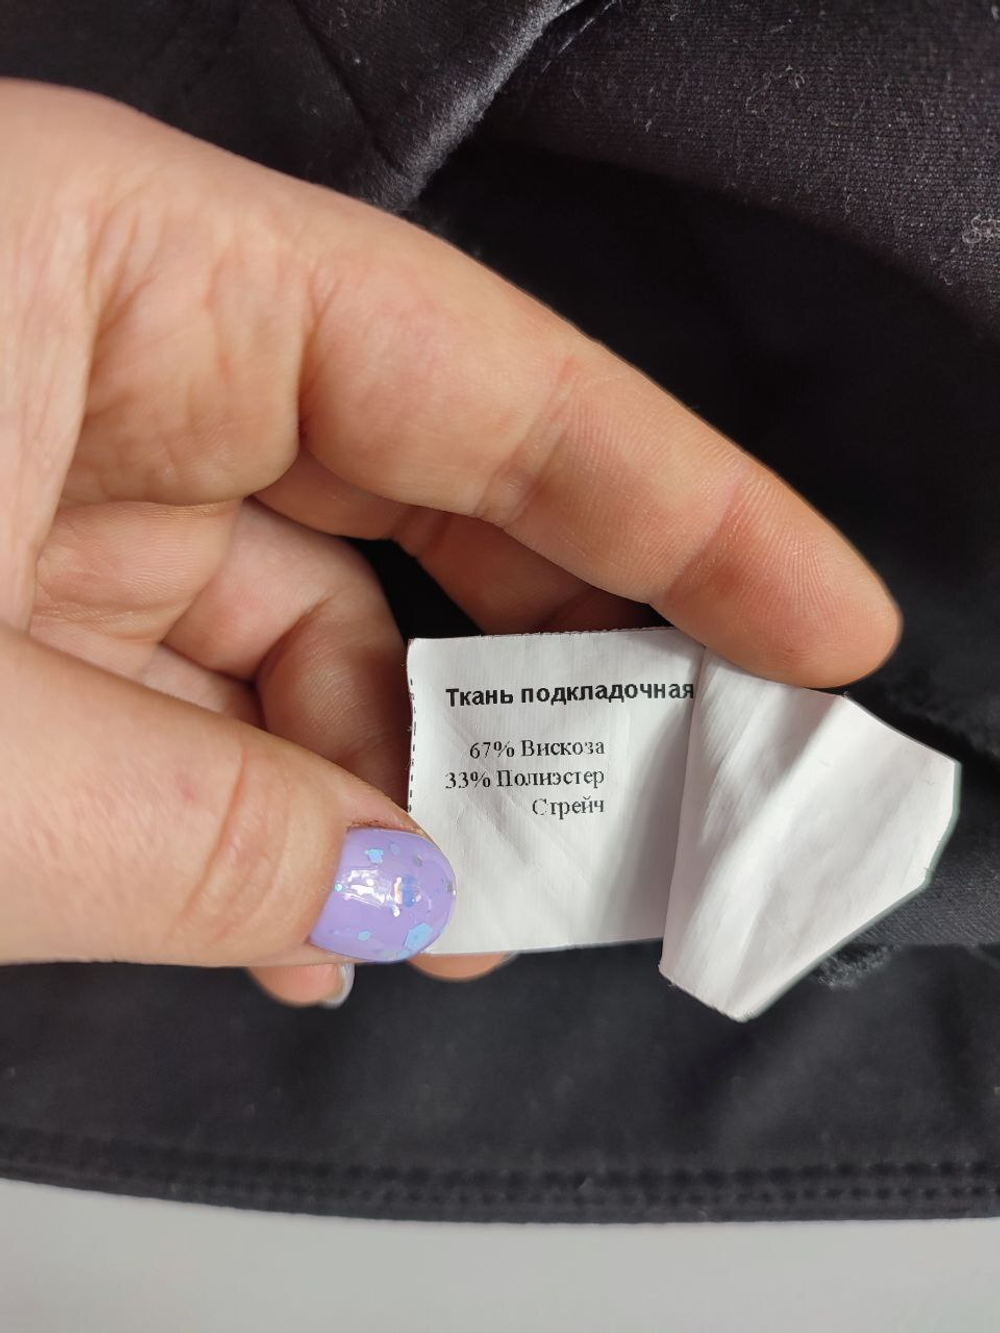 Ткань подкладочная
67% Вискоза
33% Полиэстер
Стрейч